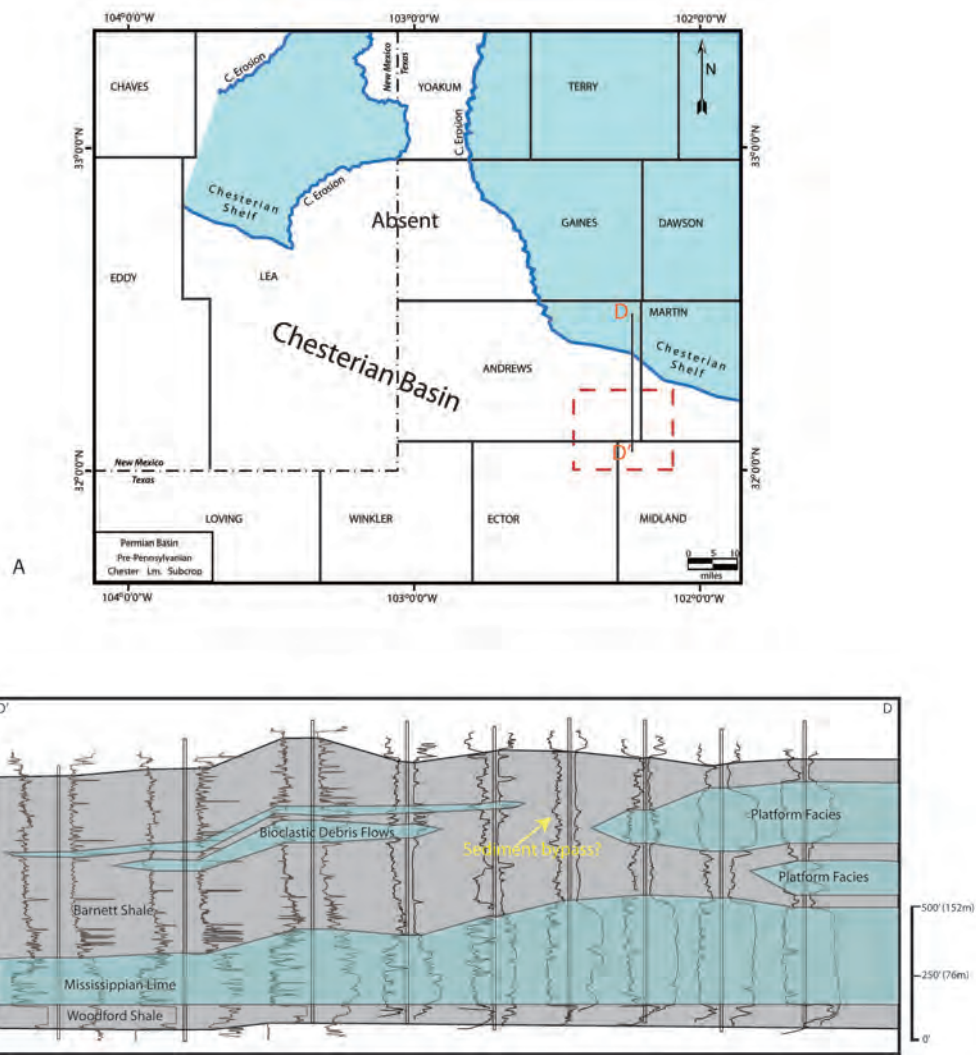 104°0'0"W 103°0'0"W 102°0'0"W
C. Erosion
New Mexico
Texas
N
CHAVES
YOAKUM
TERRY
C. Erosion
33°0'0"N
33°0'0"N
C. Erosion
Chesterian
Shelf
Absent
GAINES
DAWSON
EDDY
LEA
D
MARTIN
Chesterian
Shelf
Chesterian Basin
ANDREWS
D'
New Mexico
Texas
32°0'0"N
32°0'0"N
LOVING
WINKLER
ECTOR
MIDLAND
A
Permian Basin
Pre-Pennsylvanian
Chester Lm. Subcrop
0 5 10
miles
104°0'0"W 103°0'0"W 102°0'0"W
D'
D
Platform Facies
Bioclastic Debris Flows
Sediment bypass?
Platform Facies
Barnett Shale
500' (152m)
250' (76m)
Mississippian Lime
Woodford Shale
0'